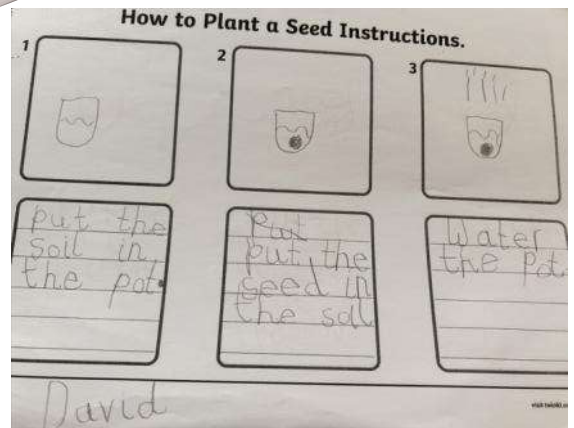 How to Plant a Seed Instructions.
1
2
3
put the
soil in
the pot.
Put
put the
seed in
the soil
Water
the Pot
David